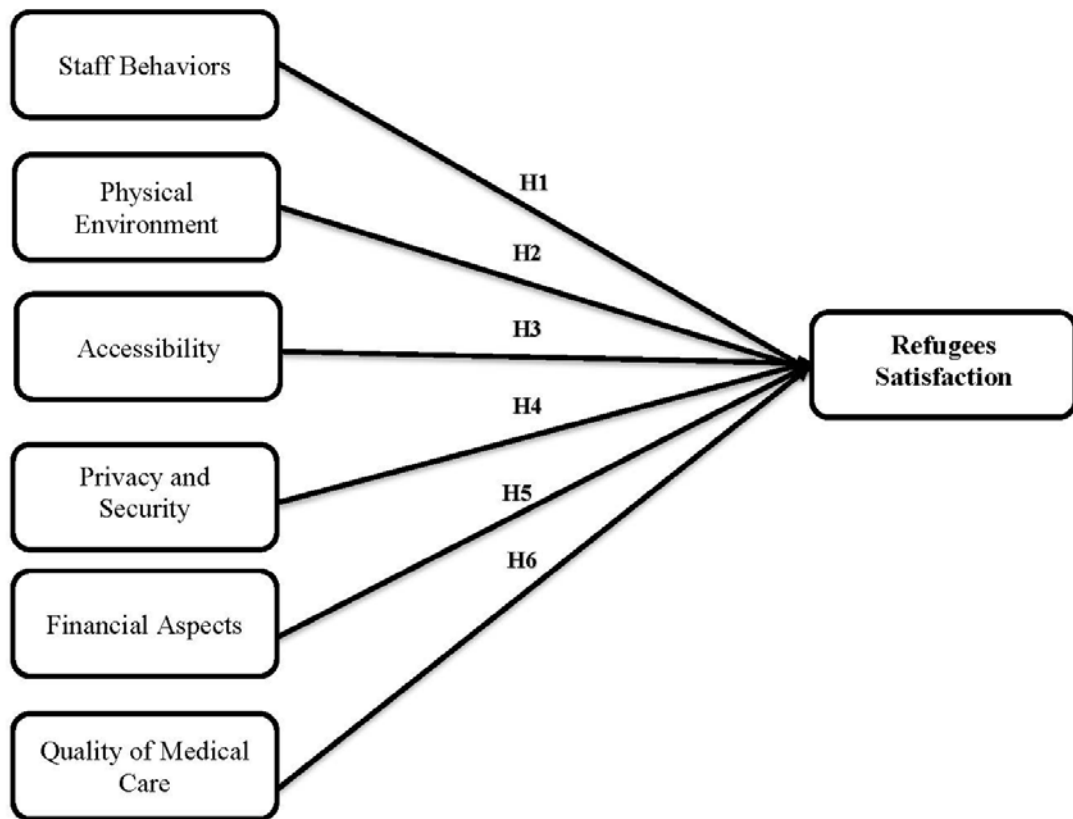 Staff Behaviors
Physical
Environment
Accessibility
Privacy and
Security
Financial Aspects
Quality of Medical
Care
H1
H2
H3
H4
H5
H6
Refugees
Satisfaction